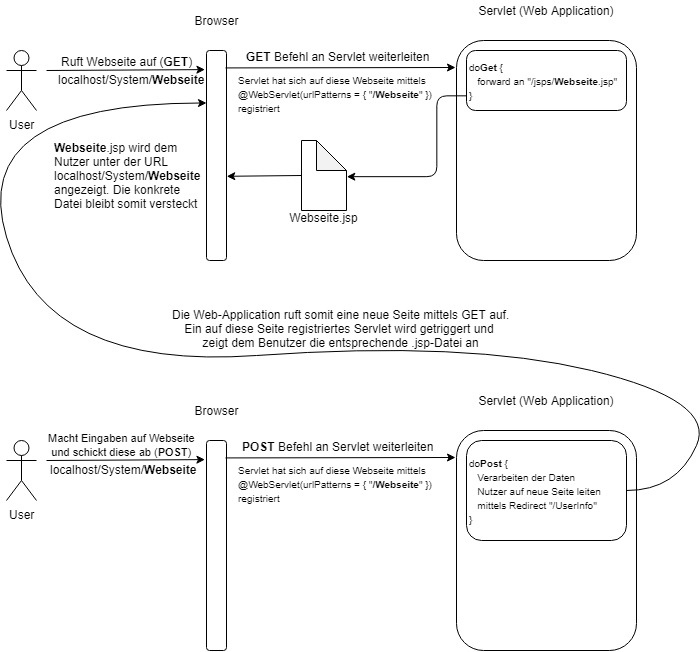 Servlet (Web Application)
Browser
Ruft Webseite auf (GET)
localhost/System/Webseite
User
GET Befehl an Servlet weiterleiten
Servlet hat sich auf diese Webseite mittels
@WebServlet(urlPatterns = { "/Webseite" })
registriert
doGet {
forward an "/jsps/Webseite.jsp"
}
Webseite.jsp wird dem
Nutzer unter der URL
localhost/System/Webseite
angezeigt. Die konkrete
Datei bleibt somit versteckt
Webseite.jsp
Die Web-Application ruft somit eine neue Seite mittels GET auf.
Ein auf diese Seite registriertes Servlet wird getriggert und
zeigt dem Benutzer die entsprechende .jsp-Datei an
Servlet (Web Application)
Browser
Macht Eingaben auf Webseite
und schickt diese ab (POST)
localhost/System/Webseite
User
POST Befehl an Servlet weiterleiten
Servlet hat sich auf diese Webseite mittels
@WebServlet(urlPatterns = { "/Webseite" })
registriert
doPost {
Verarbeiten der Daten
Nutzer auf neue Seite leiten
mittels Redirect "/UserInfo"
}